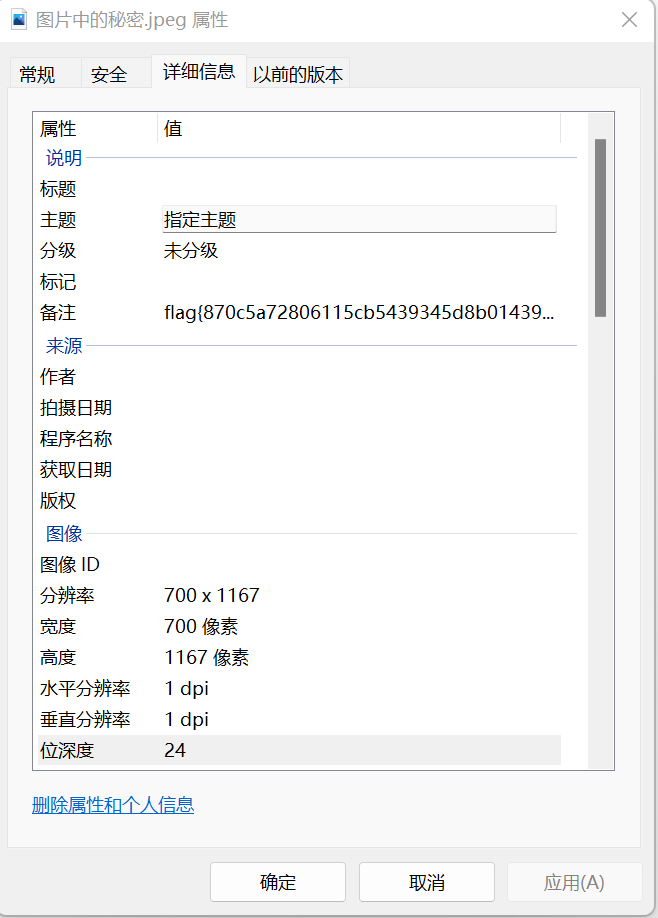 图片中的秘密.jpeg 属性
常规 安全 详细信息 以前的版本
属性 值
说明
标题
主题 指定主题
分级 未分级
标记
备注 flag{870c5a72806115cb5439345d8b01439...
来源
作者
拍摄日期
程序名称
获取日期
版权
图像
图像 ID
分辨率 700 x 1167
宽度 700 像素
高度 1167 像素
水平分辨率 1 dpi
垂直分辨率 1 dpi
位深度 24
删除属性和个人信息
确定 取消 应用(A)